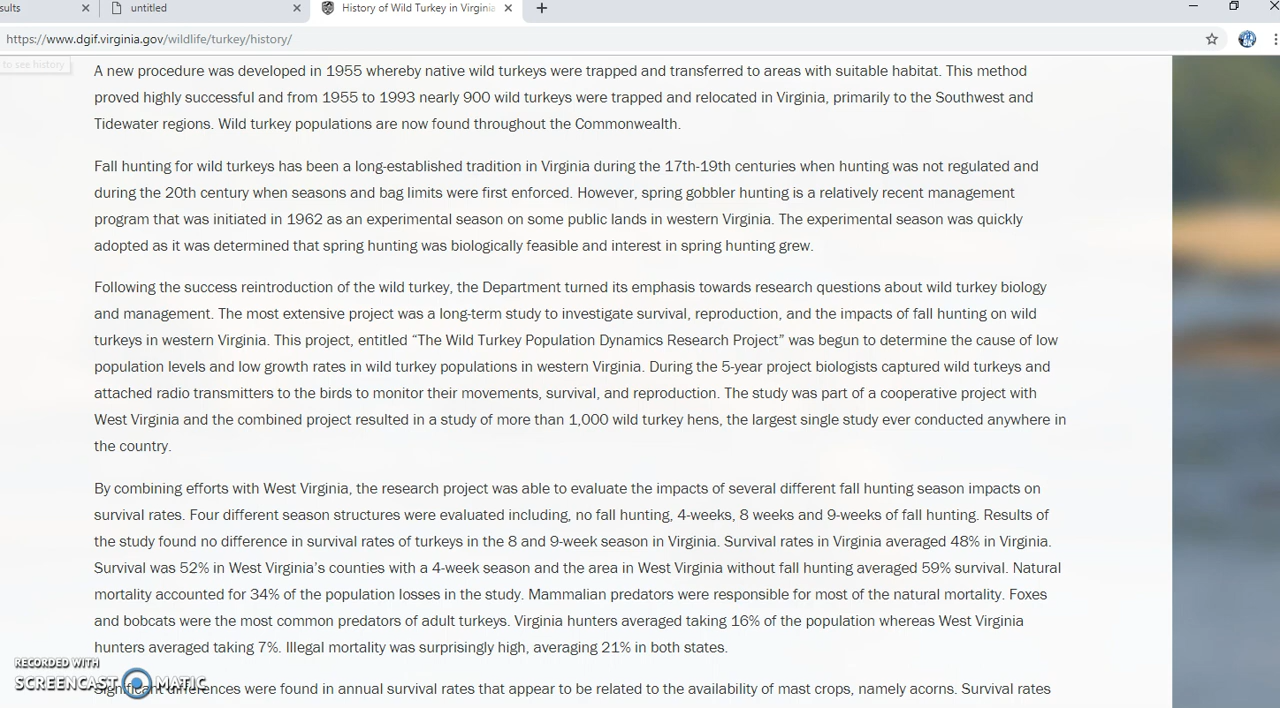 sults
untitled
History of Wild Turkey in Virginia
https://www.dgif.virginia.gov/wildlife/turkey/history/
to see history
A new procedure was developed in 1955 whereby native wild turkeys were trapped and transferred to areas with suitable habitat. This method
proved highly successful and from 1955 to 1993 nearly 900 wild turkeys were trapped and relocated in Virginia, primarily to the Southwest and
Tidewater regions. Wild turkey populations are now found throughout the Commonwealth.
Fall hunting for wild turkeys has been a long-established tradition in Virginia during the 17th-19th centuries when hunting was not regulated and
during the 20th century when seasons and bag limits were first enforced. However, spring gobbler hunting is a relatively recent management
program that was initiated in 1962 as an experimental season on some public lands in western Virginia. The experimental season was quickly
adopted as it was determined that spring hunting was biologically feasible and interest in spring hunting grew.
Following the success reintroduction of the wild turkey, the Department turned its emphasis towards research questions about wild turkey biology
and management. The most extensive project was a long-term study to investigate survival, reproduction, and the impacts of fall hunting on wild
turkeys in western Virginia. This project, entitled “The Wild Turkey Population Dynamics Research Project” was begun to determine the cause of low
population levels and low growth rates in wild turkey populations in western Virginia. During the 5-year project biologists captured wild turkeys and
attached radio transmitters to the birds to monitor their movements, survival, and reproduction. The study was part of a cooperative project with
West Virginia and the combined project resulted in a study of more than 1,000 wild turkey hens, the largest single study ever conducted anywhere in
the country.
By combining efforts with West Virginia, the research project was able to evaluate the impacts of several different fall hunting season impacts on
survival rates. Four different season structures were evaluated including, no fall hunting, 4-weeks, 8 weeks and 9-weeks of fall hunting. Results of
the study found no difference in survival rates of turkeys in the 8 and 9-week season in Virginia. Survival rates in Virginia averaged 48% in Virginia.
Survival was 52% in West Virginia’s counties with a 4-week season and the area in West Virginia without fall hunting averaged 59% survival. Natural
mortality accounted for 34% of the population losses in the study. Mammalian predators were responsible for most of the natural mortality. Foxes
and bobcats were the most common predators of adult turkeys. Virginia hunters averaged taking 16% of the population whereas West Virginia
hunters averaged taking 7%. Illegal mortality was surprisingly high, averaging 21% in both states.
RECORDED WITH
SCREENCAST MATIC
Significant differences were found in annual survival rates that appear to be related to the availability of mast crops, namely acorns. Survival rates